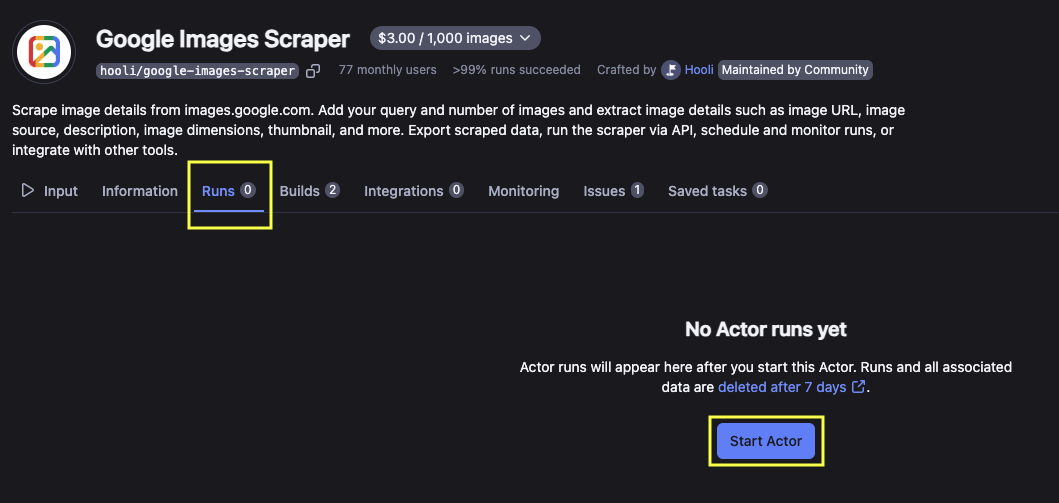 Google Images Scraper $3.00 / 1,000 images
hooli/google-images-scraper 77 monthly users >99% runs succeeded Crafted by Hooli Maintained by Community
Scrape image details from images.google.com. Add your query and number of images and extract image details such as image URL, image
source, description, image dimensions, thumbnail, and more. Export scraped data, run the scraper via API, schedule and monitor runs, or
integrate with other tools.
Input Information Runs 0 Builds 2 Integrations 0 Monitoring Issues 1 Saved tasks 0
No Actor runs yet
Actor runs will appear here after you start this Actor. Runs and all associated
data are deleted after 7 days.
Start Actor